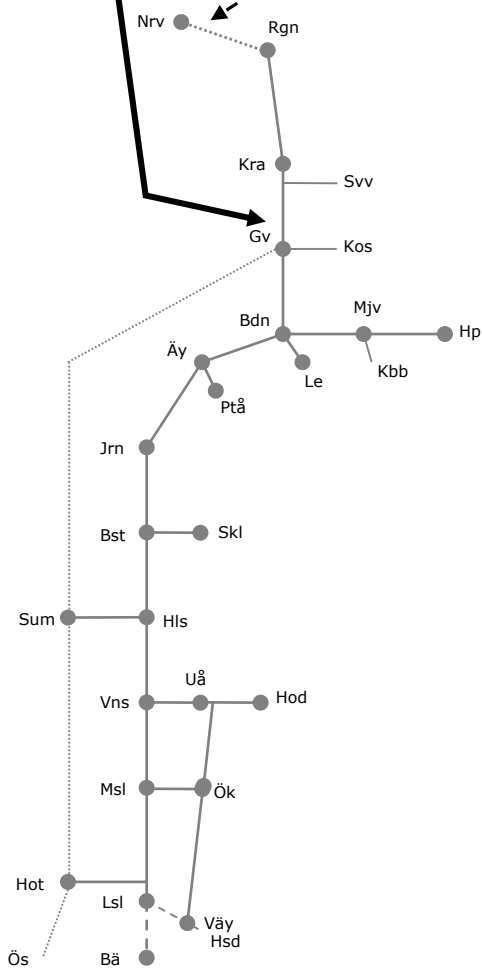 Nrv
Rgn
Kra
Svv
Gv
Kos
Bdn
Mjv
Hp
Äy
Le
Kbb
Ptå
Jrn
Bst
Skl
Sum
Hls
Uå
Vns
Hod
Msl
Ök
Hot
Lsl
Väy
Hsd
Ös
Bä